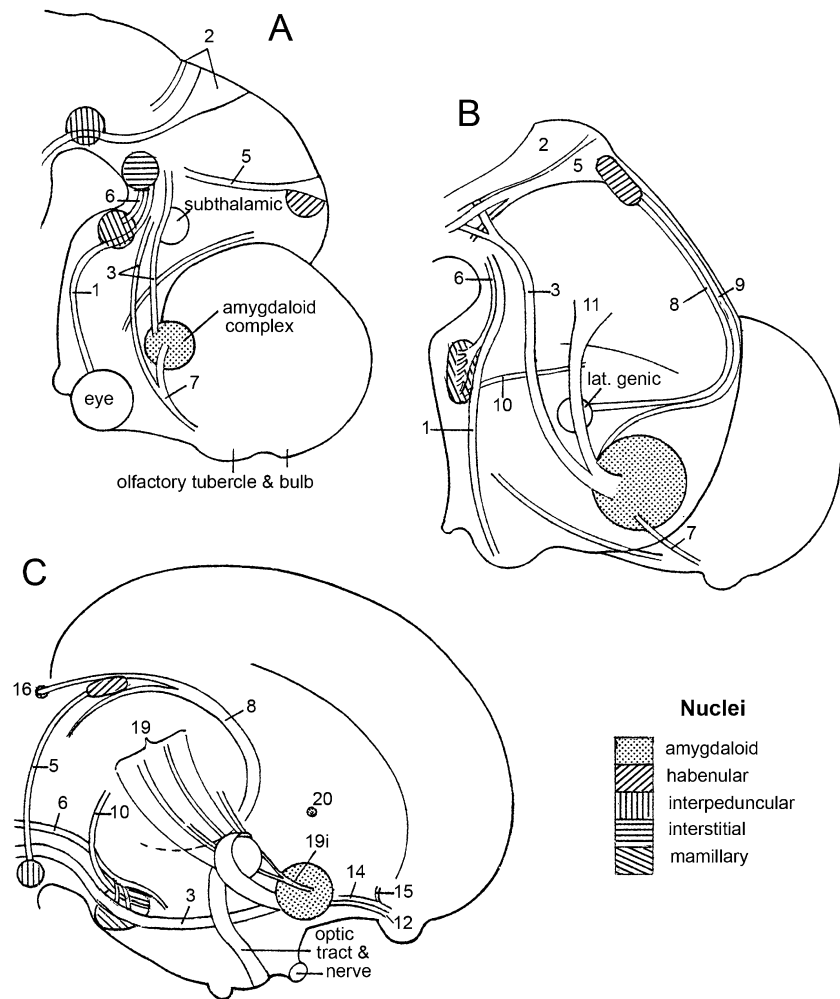 A
2
5
6
subthalamic
3
1
amygdaloid
complex
7
eye
olfactory tubercle & bulb
B
2
5
6
3
11
8
9
lat. genic
10
1
7
C
16
8
19
5
6
10
20
19i
14
15
3
12
optic
tract &
nerve
Nuclei
amygdaloid
habenular
interpeduncular
interstitial
mamillary